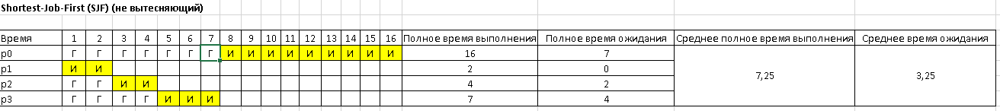 Shortest-Job-First (SJF) (не вытесняющий)
Время 1 2 3 4 5 6 7 8 9 10 11 12 13 14 15 16 Полное время выполнения Полное время ожидания Среднее полное время выполнения Среднее время ожидания
p0 Г Г Г Г Г Г Г И И И И И И И И И 16 7
p1 И И 2 0
7,25 3,25
p2 Г Г И И 4 2
p3 Г Г Г Г И И И 7 4